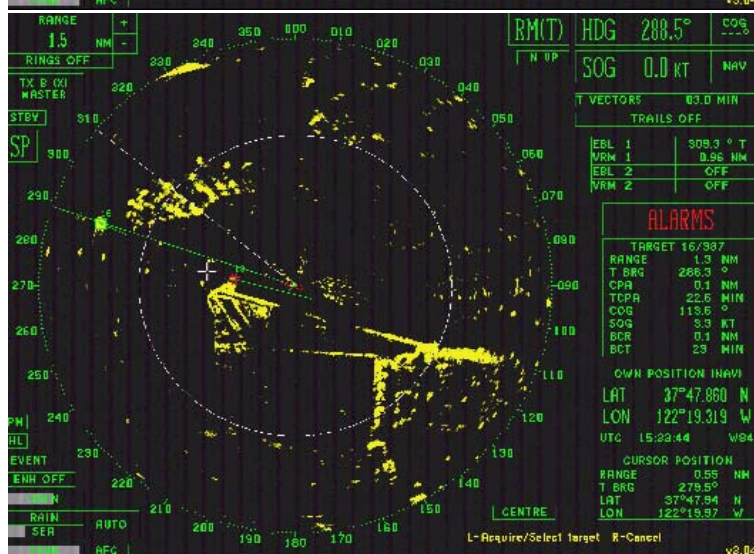 RANGE
1.5 NM
+
-
RINGS OFF
TX B (X)
MASTER
STBY
SP
000
010
020
030
040
050
060
070
080
090
100
110
120
130
140
150
160
170
180
190
200
210
220
230
240
250
260
270
280
290
300
310
320
340
350
RM(T)
N UP
HDG 288.5°
COG
---°
SOG 0.0 KT
NAV
T VECTORS 03.0 MIN
TRAILS OFF
EBL 1 309.3 ° T
VRM 1 0.96 NM
EBL 2 OFF
VRM 2 OFF
ALARMS
TARGET 16/307
RANGE 1.3 NM
T BRG 286.3 °
CPA 0.1 NM
TCPA 22.6 MIN
COG 113.6 °
SOG 3.3 KT
BCR 0.1 NM
BCT 23 MIN
OWN POSITION (NAV)
LAT 37°47.860 N
LON 122°19.319 W
UTC 15:23:44 W84
CURSOR POSITION
RANGE 0.55 NM
T BRG 279.5°
LAT 37°47.94 N
LON 122°19.97 W
HL
EVENT
ENH OFF
RAIN
SEA
AUTO
AFC
CENTRE
L-Acquire/Select target R-Cancel